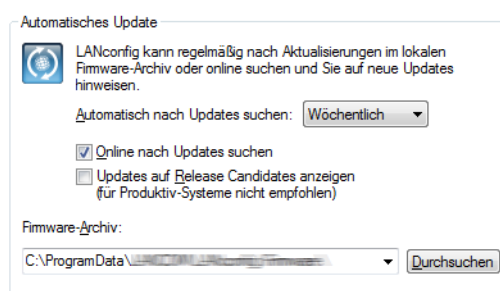 Automatisches Update
LANconfig kann regelmäßig nach Aktualisierungen im lokalen
Firmware-Archiv oder online suchen und Sie auf neue Updates
hinweisen.
Automatisch nach Updates suchen: Wöchentlich
Online nach Updates suchen
Updates auf Release Candidates anzeigen
(für Produktiv-Systeme nicht empfohlen)
Firmware-Archiv:
C:\ProgramData\ Durchsuchen